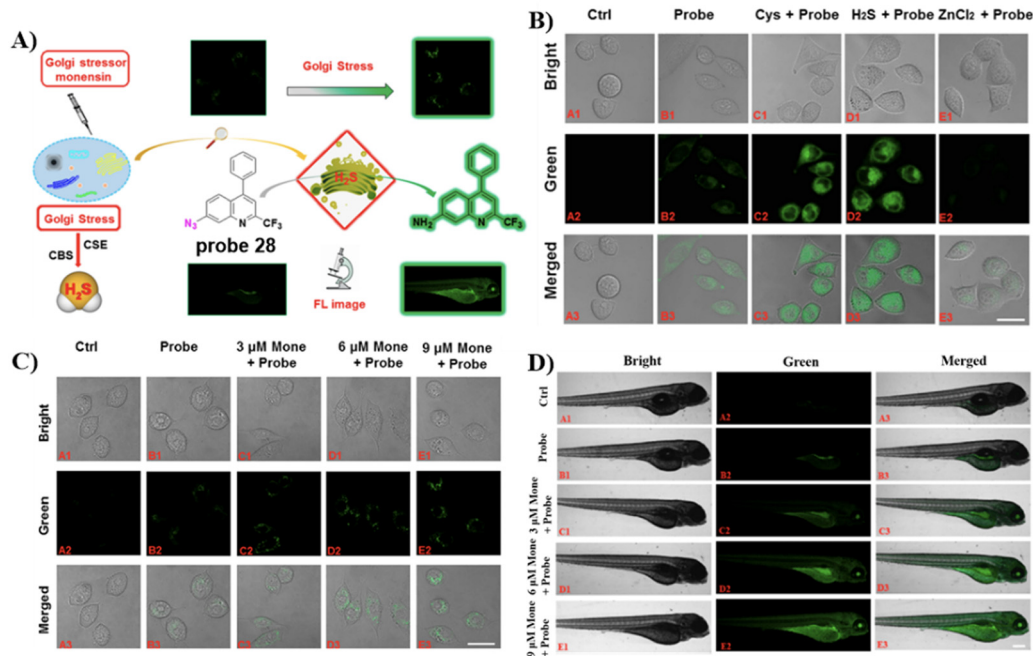 A)
Golgi stressor
monensin
Golgi Stress
CBS
CSE
H2S
Golgi Stress
N3
N
CF3
probe 28
H2S
NH2
N
CF3
FL image
B)
Ctrl
Probe
Cys + Probe
H2S + Probe
ZnCl2 + Probe
Bright
A1
B1
C1
D1
E1
Green
A2
B2
C2
D2
E2
Merged
A3
B3
C3
D3
E3
C)
Ctrl
Probe
3 µM Mone
+ Probe
6 µM Mone
+ Probe
9 µM Mone
+ Probe
Bright
A1
B1
C1
D1
E1
Green
A2
B2
C2
D2
E2
Merged
A3
B3
C3
D3
E3
D)
Bright
Green
Merged
Ctrl
A1
A2
A3
Probe
B1
B2
B3
3 µM Mone
+ Probe
C1
C2
C3
6 µM Mone
+ Probe
D1
D2
D3
9 µM Mone
+ Probe
E1
E2
E3